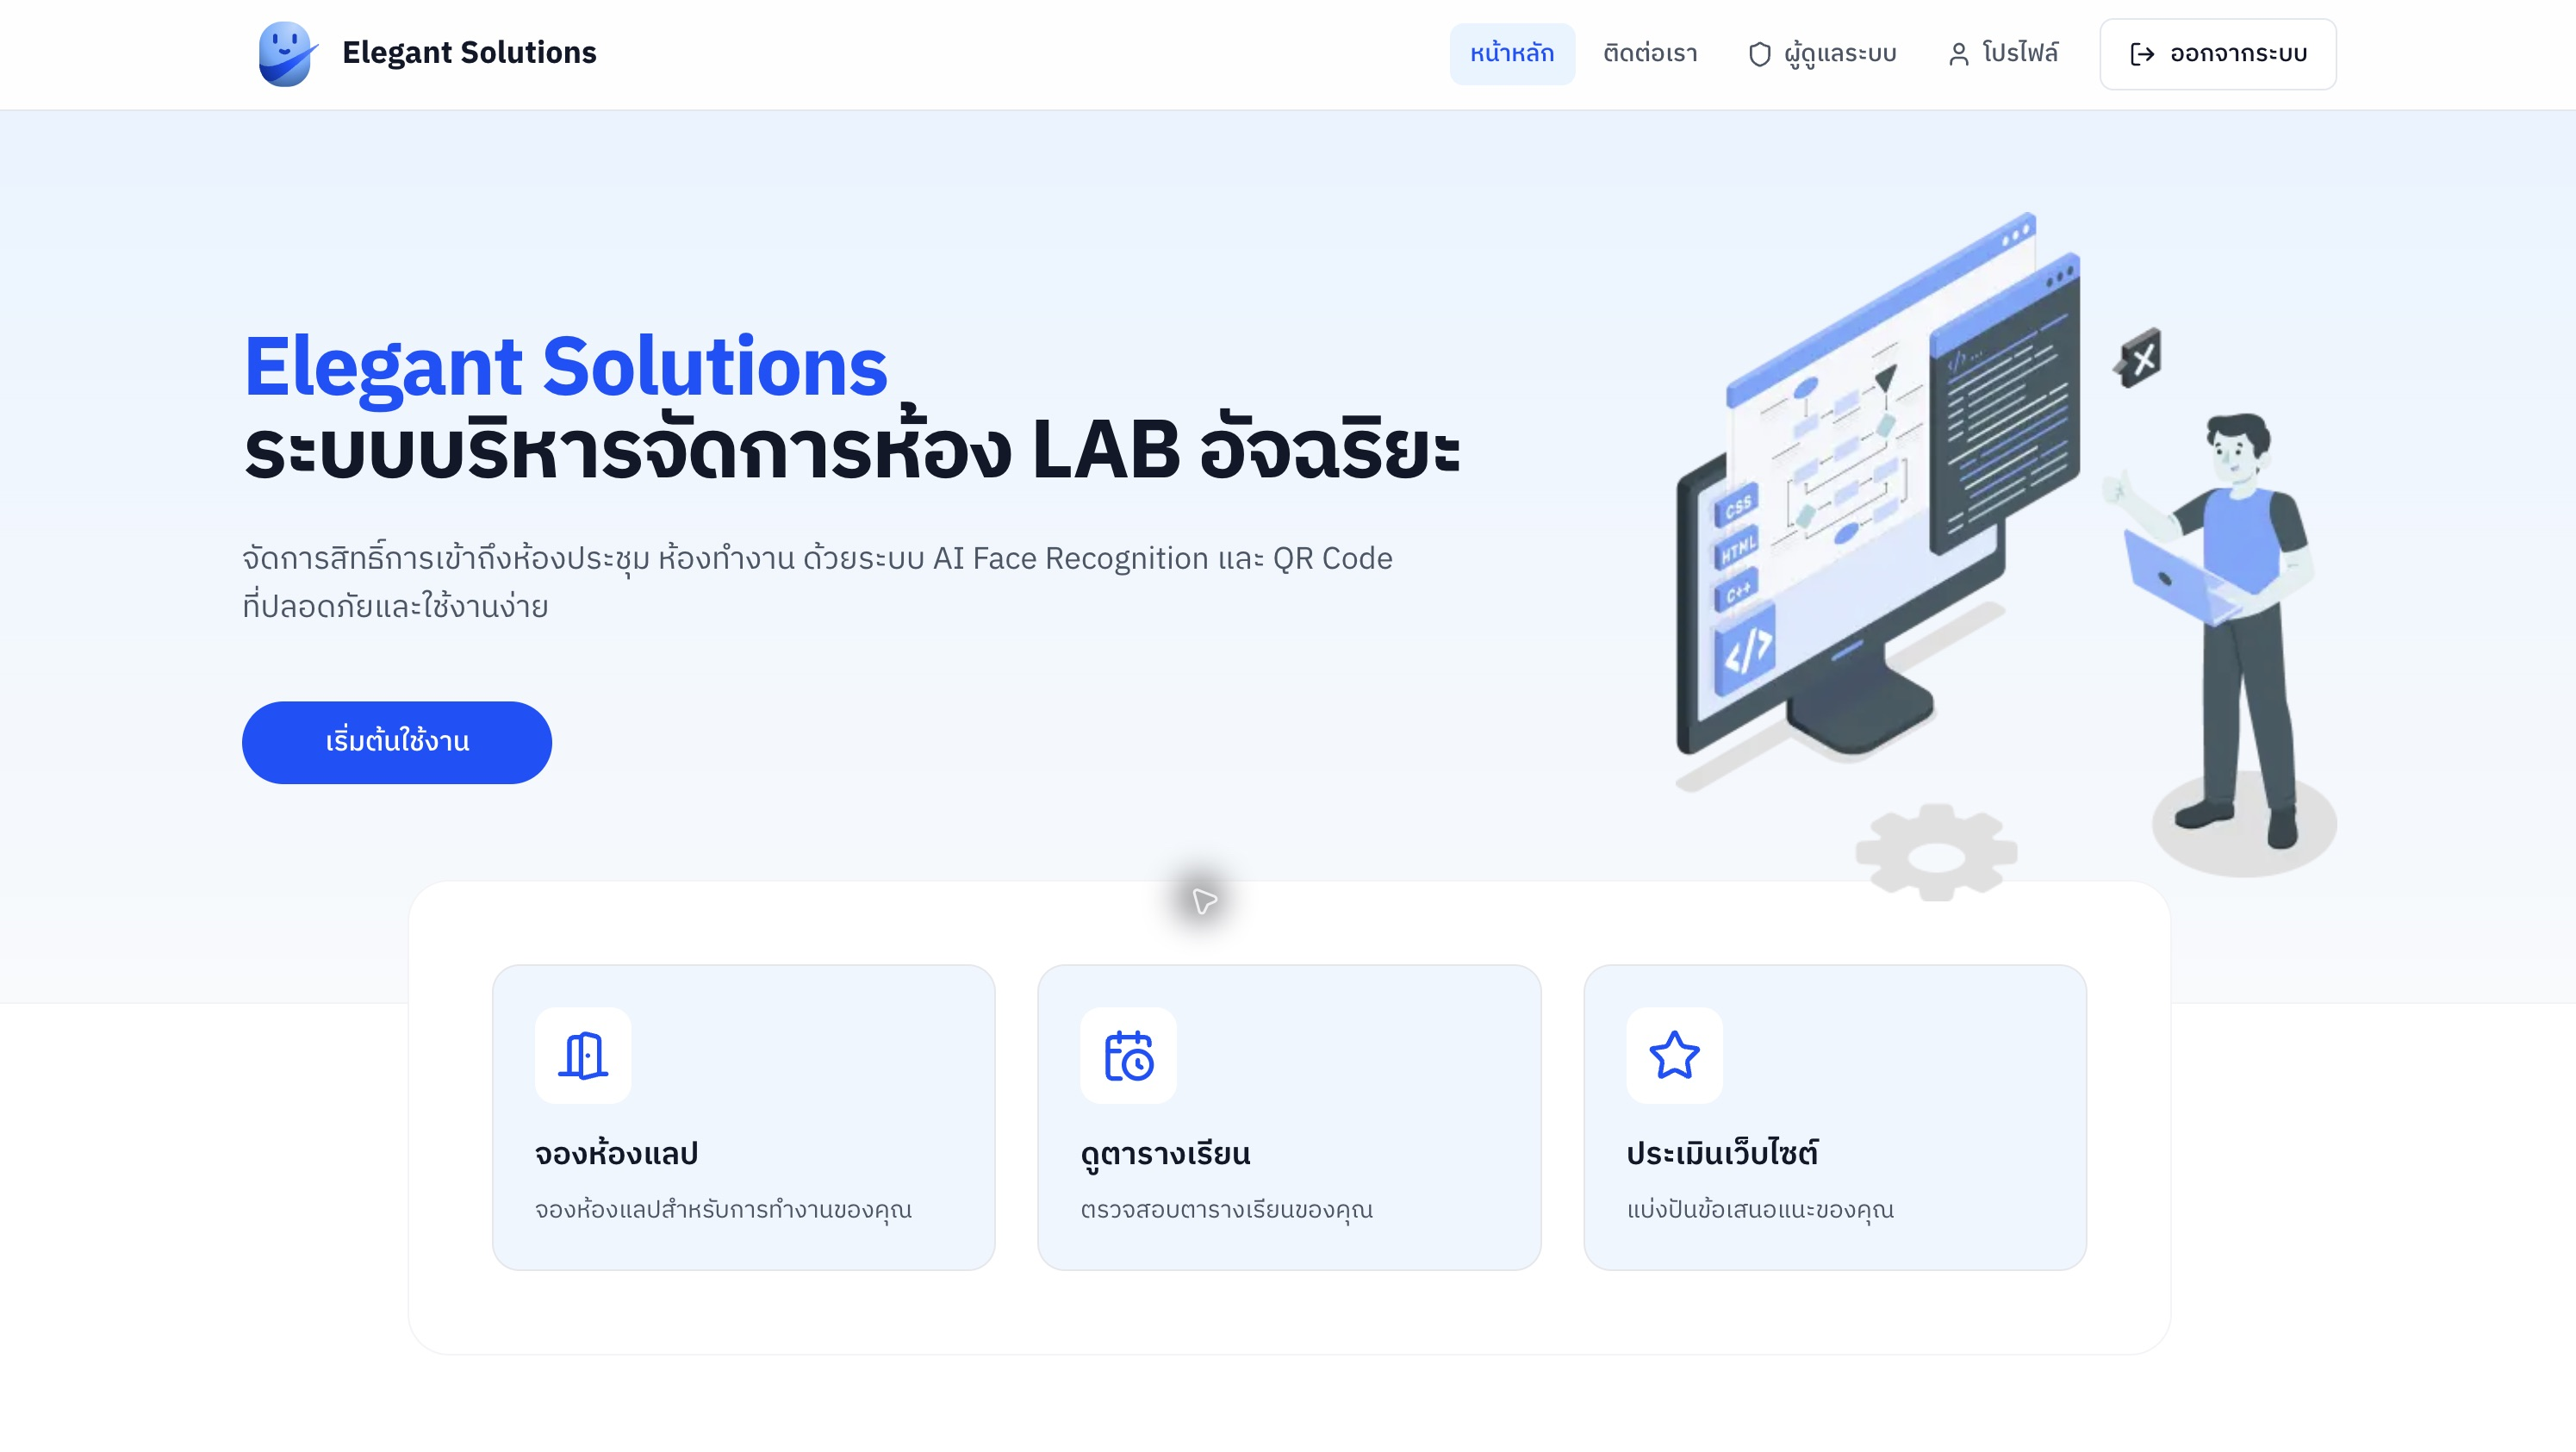 Elegant Solutions
หน้าหลัก
ติดต่อเรา
ผู้ดูแลระบบ
โปรไฟล์
ออกจากระบบ
Elegant Solutions
ระบบบริหารจัดการห้อง LAB อัจฉริยะ
จัดการสิทธิ์การเข้าถึงห้องประชุม ห้องทำงาน ด้วยระบบ AI Face Recognition และ QR Code
ที่ปลอดภัยและใช้งานง่าย
เริ่มต้นใช้งาน
CSS
HTML
C++
</>
</>...
X
จองห้องแลป
จองห้องแลปสำหรับการทำงานของคุณ
ดูตารางเรียน
ตรวจสอบตารางเรียนของคุณ
ประเมินเว็บไซต์
แบ่งปันข้อเสนอแนะของคุณ